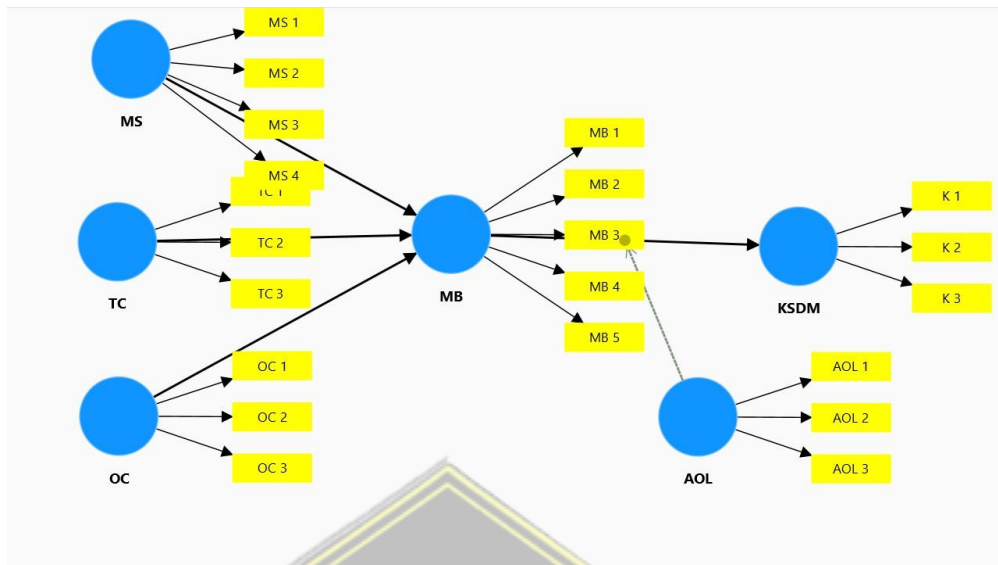 MS 1
MS 2
MS 3
MS 4
MS
TC 1
TC 2
TC 3
TC
OC 1
OC 2
OC 3
OC
MB 1
MB 2
MB 3
MB 4
MB 5
MB
K 1
K 2
K 3
KSDM
AOL 1
AOL 2
AOL 3
AOL